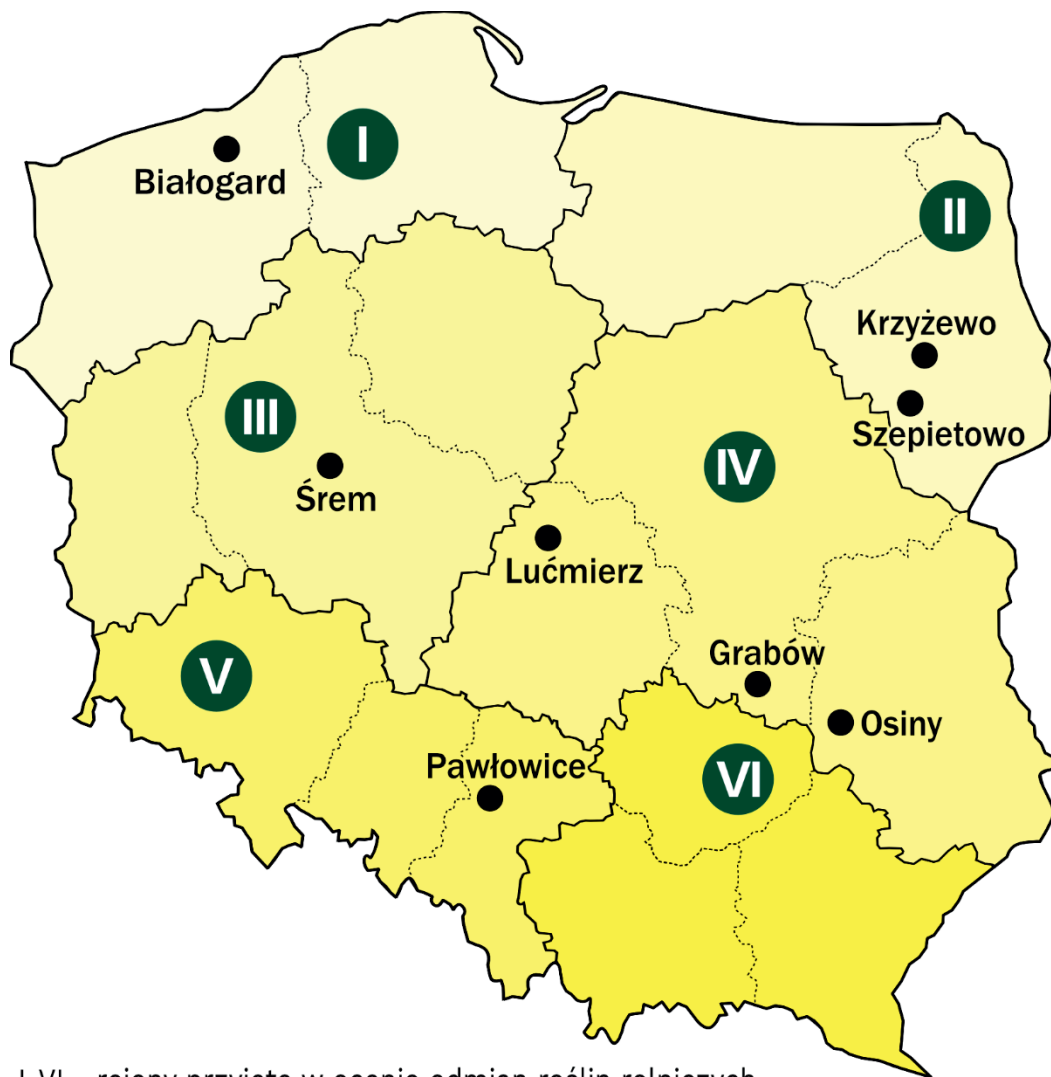 I
Białogard
II
Krzyżewo
III
Szepietowo
IV
Śrem
Lućmierz
Grabów
V
Osiny
Pawłowice
VI